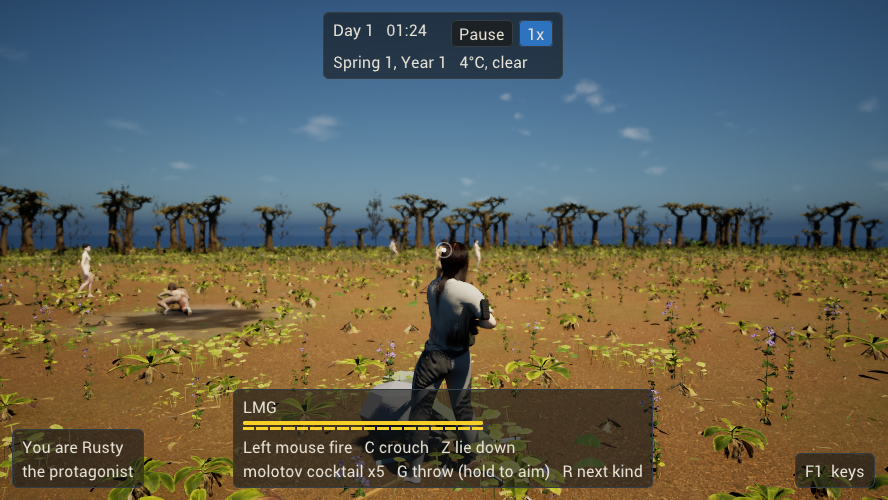 Day 1 01:24 Pause 1x
Spring 1, Year 1 4°C, clear
LMG
Left mouse fire C crouch Z lie down
molotov cocktail x5 G throw (hold to aim) R next kind
You are Rusty
the protagonist
F1 keys